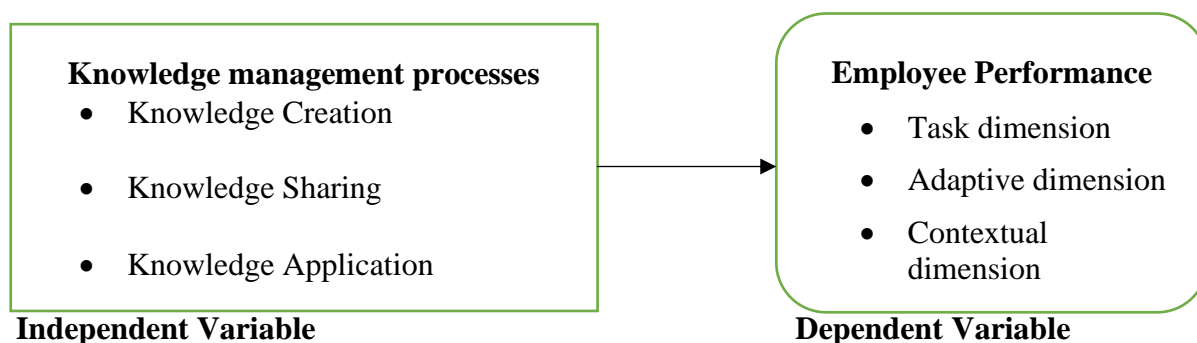 Knowledge management processes
• Knowledge Creation
• Knowledge Sharing
• Knowledge Application
Independent Variable
Employee Performance
• Task dimension
• Adaptive dimension
• Contextual
dimension
Dependent Variable